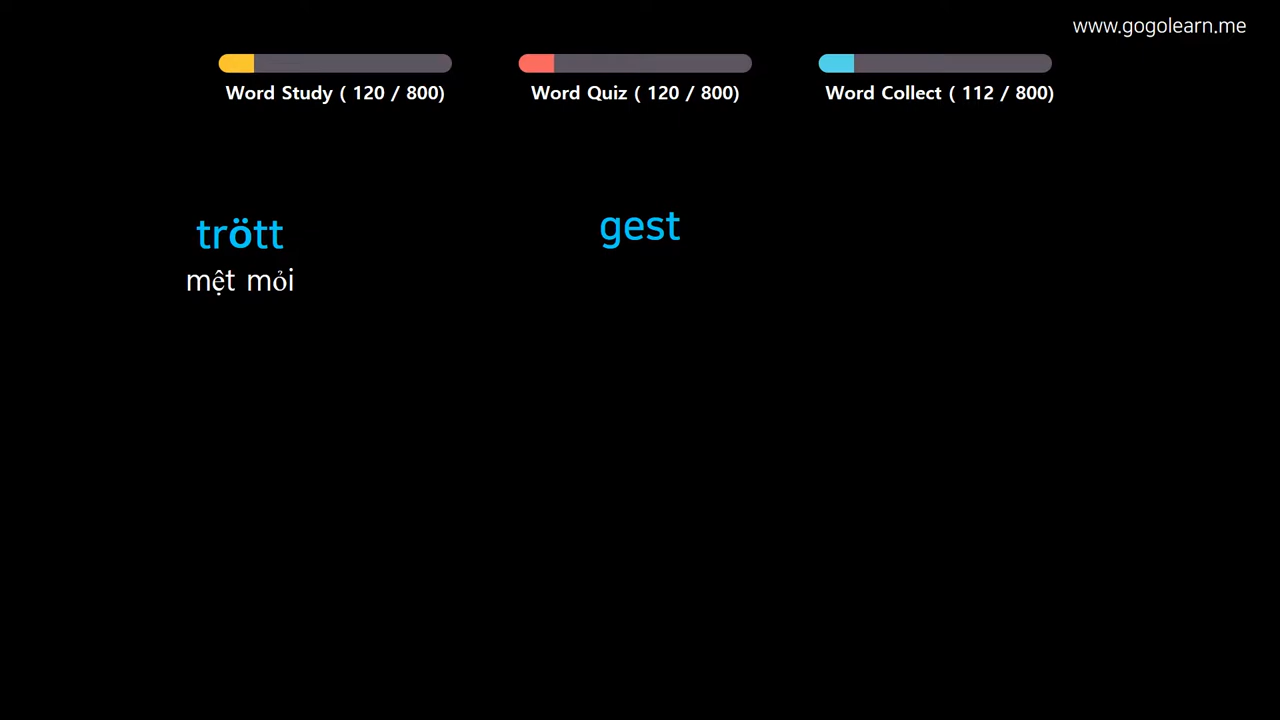 www.gogolearn.me
Word Study ( 120 / 800)
Word Quiz ( 120 / 800)
Word Collect ( 112 / 800)
trött
gest
mệt mỏi